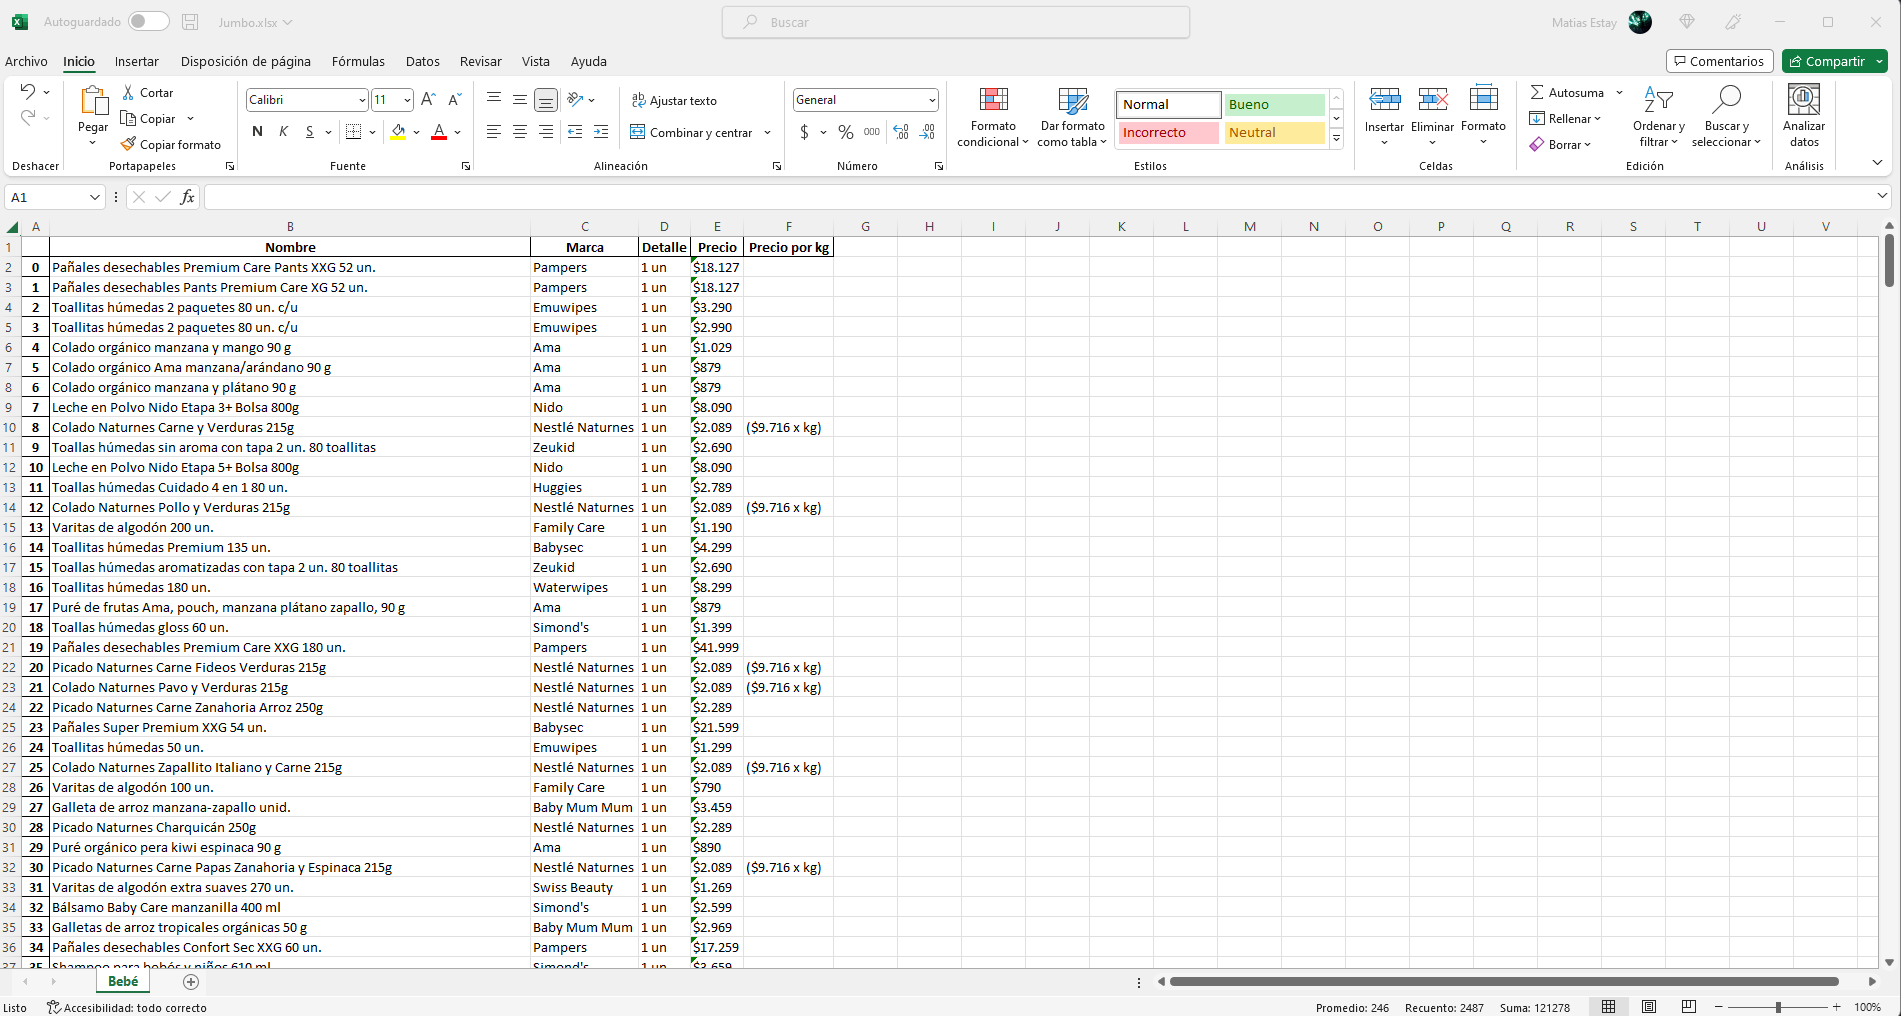 Autoguardado Jumbo.xlsx Buscar Matias Estay
Archivo Inicio Insertar Disposición de página Fórmulas Datos Revisar Vista Ayuda Comentarios Compartir
Pegar Cortar Copiar Copiar formato
Calibri 11
N K S A
Ajustar texto
Combinar y centrar
General
$ % 000
Formato condicional
Dar formato como tabla
Normal Bueno
Incorrecto Neutral
Insertar Eliminar Formato
Autosuma
Rellenar
Borrar
Ordenar y filtrar
Buscar y seleccionar
Analizar datos
Deshacer Portapapeles Fuente Alineación Número Estilos Celdas Edición Análisis
A1 fx
A B C D E F G H I J K L M N O P Q R S T U V
1 Nombre Marca Detalle Precio Precio por kg
2 0 Pañales desechables Premium Care Pants XXG 52 un. Pampers 1 un $18.127
3 1 Pañales desechables Pants Premium Care XG 52 un. Pampers 1 un $18.127
4 2 Toallitas húmedas 2 paquetes 80 un. c/u Emuwipes 1 un $3.290
5 3 Toallitas húmedas 2 paquetes 80 un. c/u Emuwipes 1 un $2.990
6 4 Colado orgánico manzana y mango 90 g Ama 1 un $1.029
7 5 Colado orgánico Ama manzana/arándano 90 g Ama 1 un $879
8 6 Colado orgánico manzana y plátano 90 g Ama 1 un $879
9 7 Leche en Polvo Nido Etapa 3+ Bolsa 800g Nido 1 un $8.090
10 8 Colado Naturnes Carne y Verduras 215g Nestlé Naturnes 1 un $2.089 ($9.716 x kg)
11 9 Toallas húmedas sin aroma con tapa 2 un. 80 toallitas Zeukid 1 un $2.690
12 10 Leche en Polvo Nido Etapa 5+ Bolsa 800g Nido 1 un $8.090
13 11 Toallas húmedas Cuidado 4 en 1 80 un. Huggies 1 un $2.789
14 12 Colado Naturnes Pollo y Verduras 215g Nestlé Naturnes 1 un $2.089 ($9.716 x kg)
15 13 Varitas de algodón 200 un. Family Care 1 un $1.190
16 14 Toallitas húmedas Premium 135 un. Babysec 1 un $4.299
17 15 Toallas húmedas aromatizadas con tapa 2 un. 80 toallitas Zeukid 1 un $2.690
18 16 Toallitas húmedas 180 un. Waterwipes 1 un $8.299
19 17 Puré de frutas Ama, pouch, manzana plátano zapallo, 90 g Ama 1 un $879
20 18 Toallas húmedas gloss 60 un. Simond's 1 un $1.399
21 19 Pañales desechables Premium Care XXG 180 un. Pampers 1 un $41.999
22 20 Picado Naturnes Carne Fideos Verduras 215g Nestlé Naturnes 1 un $2.089 ($9.716 x kg)
23 21 Colado Naturnes Pavo y Verduras 215g Nestlé Naturnes 1 un $2.089 ($9.716 x kg)
24 22 Picado Naturnes Carne Zanahoria Arroz 250g Nestlé Naturnes 1 un $2.289
25 23 Pañales Super Premium XXG 54 un. Babysec 1 un $21.599
26 24 Toallitas húmedas 50 un. Emuwipes 1 un $1.299
27 25 Colado Naturnes Zapallito Italiano y Carne 215g Nestlé Naturnes 1 un $2.089 ($9.716 x kg)
28 26 Varitas de algodón 100 un. Family Care 1 un $790
29 27 Galleta de arroz manzana-zapallo unid. Baby Mum Mum 1 un $3.459
30 28 Picado Naturnes Charquicán 250g Nestlé Naturnes 1 un $2.289
31 29 Puré orgánico pera kiwi espinaca 90 g Ama 1 un $890
32 30 Picado Naturnes Carne Papas Zanahoria y Espinaca 215g Nestlé Naturnes 1 un $2.089 ($9.716 x kg)
33 31 Varitas de algodón extra suaves 270 un. Swiss Beauty 1 un $1.269
34 32 Bálsamo Baby Care manzanilla 400 ml Simond's 1 un $2.599
35 33 Galletas de arroz tropicales orgánicas 50 g Baby Mum Mum 1 un $2.969
36 34 Pañales desechables Confort Sec XXG 60 un. Pampers 1 un $17.259
37 35 Shampoo para bebés y niños 610 ml Simond's 1 un $3.659
Bebé
Listo Accesibilidad: todo correcto Promedio: 246 Recuento: 2487 Suma: 121278 100%